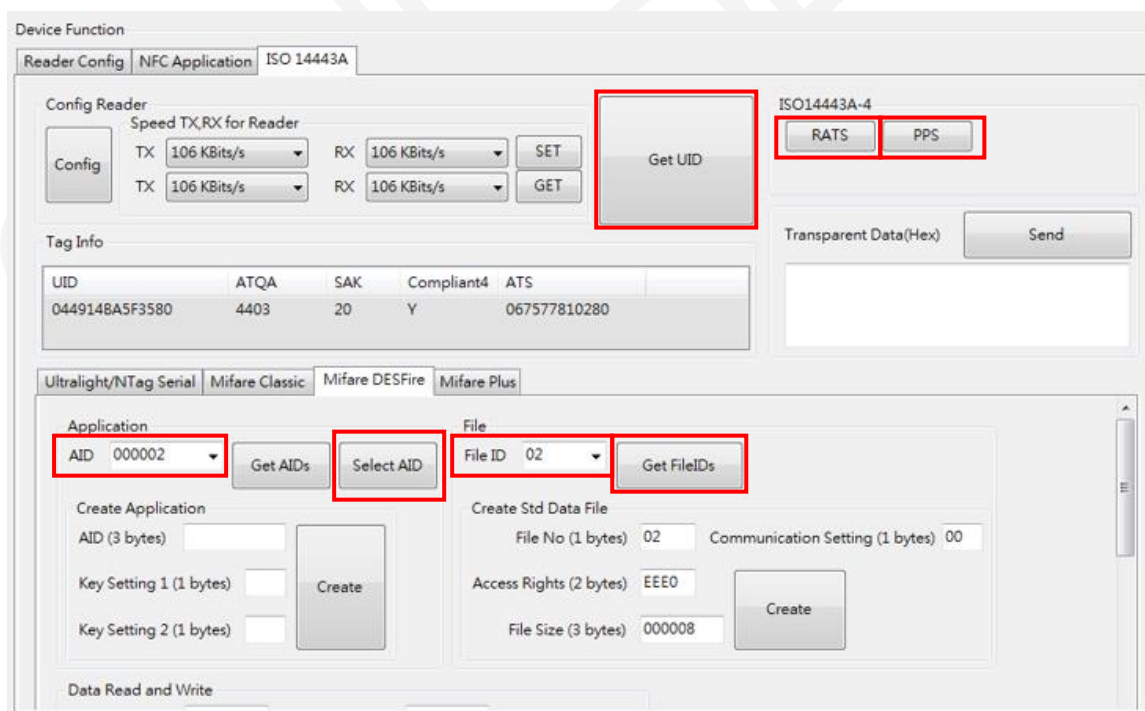 Device Function
Reader Config NFC Application ISO 14443A
Config Reader
Speed TX,RX for Reader
Config
TX 106 KBits/s RX 106 KBits/s SET
TX 106 KBits/s RX 106 KBits/s GET
Get UID
ISO14443A-4
RATS PPS
Transparent Data(Hex) Send
Tag Info
UID ATQA SAK Compliant4 ATS
0449148A5F3580 4403 20 Y 067577810280
Ultralight/NTag Serial Mifare Classic Mifare DESFire Mifare Plus
Application
AID 000002 Get AIDs Select AID
File
File ID 02 Get FileIDs
Create Application
AID (3 bytes)
Key Setting 1 (1 bytes)
Key Setting 2 (1 bytes)
Create
Create Std Data File
File No (1 bytes) 02 Communication Setting (1 bytes) 00
Access Rights (2 bytes) EEE0
File Size (3 bytes) 000008
Create
Data Read and Write